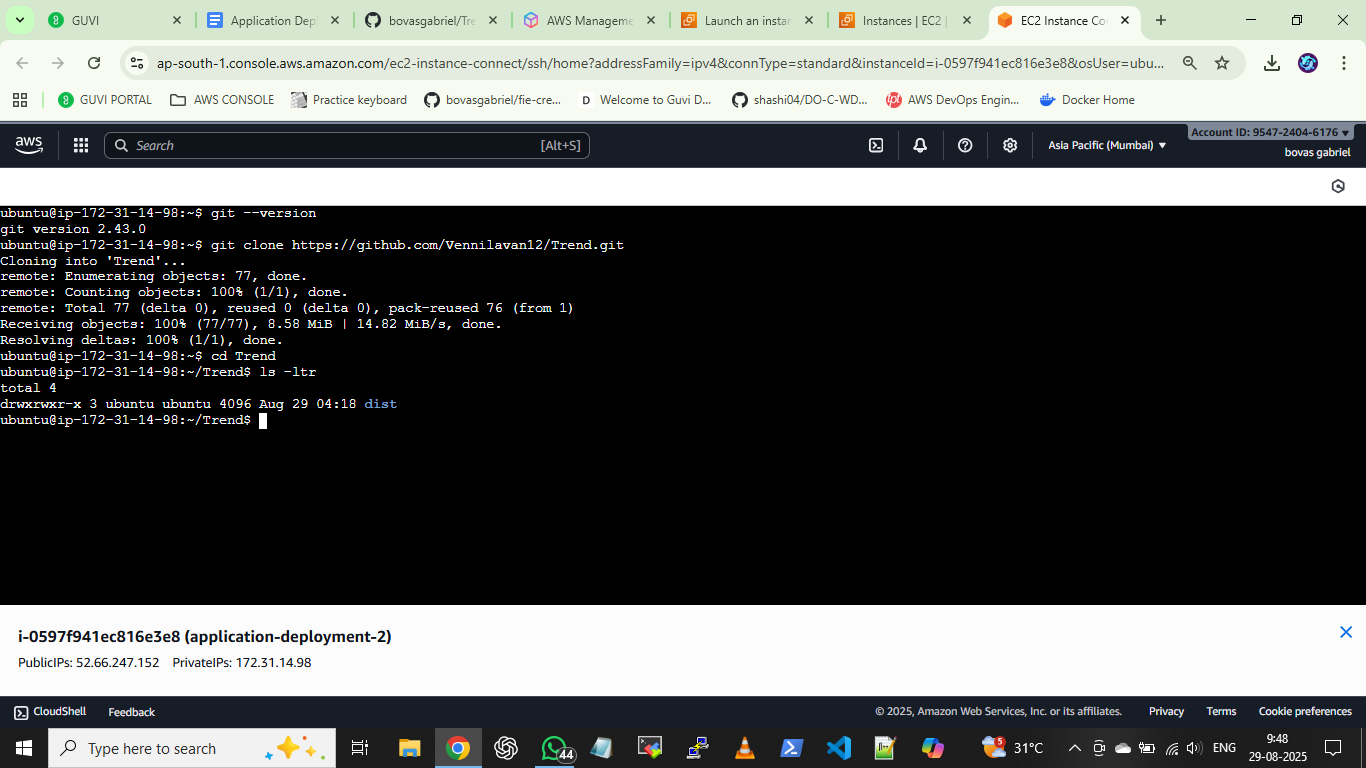 GUVI
Application Dep
bovasgabriel/Tre
AWS Manageme
Launch an instan
Instances | EC2 |
EC2 Instance Co
ap-south-1.console.aws.amazon.com/ec2-instance-connect/ssh/home?addressFamily=ipv4&connType=standard&instanceId=i-0597f941ec816e3e8&osUser=ubu...
GUVI PORTAL
AWS CONSOLE
Practice keyboard
bovasgabriel/fie-cre...
Welcome to Guvi D...
shashi04/DO-C-WD...
AWS DevOps Engin...
Docker Home
aws
Search [Alt+S]
Asia Pacific (Mumbai)
Account ID: 9547-2404-6176
bovas gabriel
ubuntu@ip-172-31-14-98:~$ git --version
git version 2.43.0
ubuntu@ip-172-31-14-98:~$ git clone https://github.com/Vennilavan12/Trend.git
Cloning into 'Trend'...
remote: Enumerating objects: 77, done.
remote: Counting objects: 100% (1/1), done.
remote: Total 77 (delta 0), reused 0 (delta 0), pack-reused 76 (from 1)
Receiving objects: 100% (77/77), 8.58 MiB | 14.82 MiB/s, done.
Resolving deltas: 100% (1/1), done.
ubuntu@ip-172-31-14-98:~$ cd Trend
ubuntu@ip-172-31-14-98:~/Trend$ ls -ltr
total 4
drwxrwxr-x 3 ubuntu ubuntu 4096 Aug 29 04:18 dist
ubuntu@ip-172-31-14-98:~/Trend$
i-0597f941ec816e3e8 (application-deployment-2)
PublicIPs: 52.66.247.152 PrivateIPs: 172.31.14.98
CloudShell Feedback © 2025, Amazon Web Services, Inc. or its affiliates. Privacy Terms Cookie preferences
Type here to search
44
5
31°C
ENG
9:48
29-08-2025